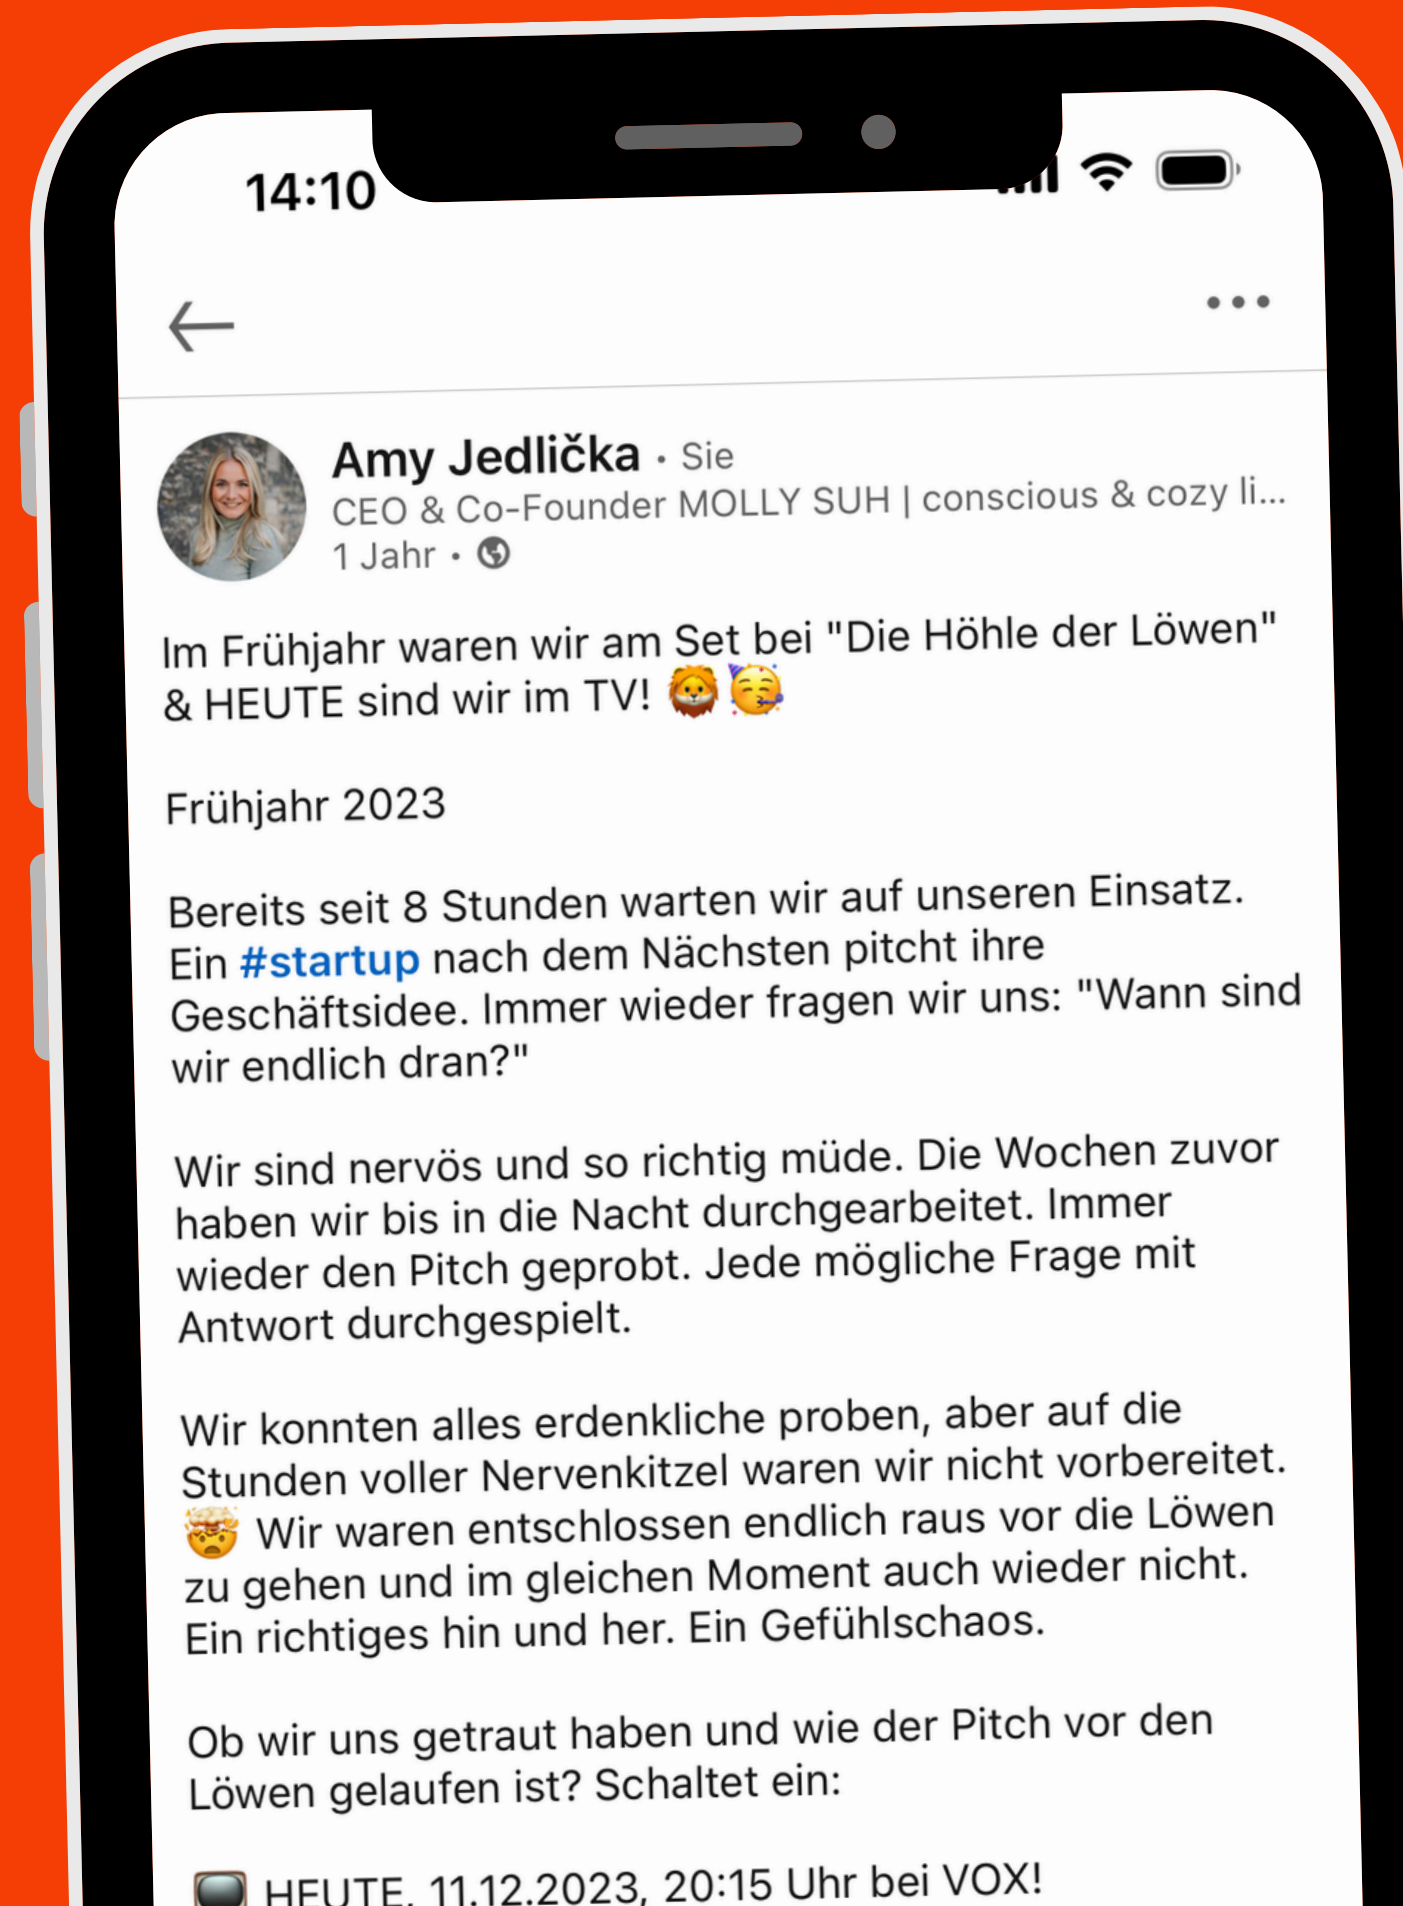 14:10
Amy Jedlička • Sie
CEO & Co-Founder MOLLY SUH | conscious & cozy li...
1 Jahr •
Im Frühjahr waren wir am Set bei "Die Höhle der Löwen"
& HEUTE sind wir im TV! 🦁🥳
Frühjahr 2023
Bereits seit 8 Stunden warten wir auf unseren Einsatz.
Ein #startup nach dem Nächsten pitcht ihre
Geschäftsidee. Immer wieder fragen wir uns: "Wann sind
wir endlich dran?"
Wir sind nervös und so richtig müde. Die Wochen zuvor
haben wir bis in die Nacht durchgearbeitet. Immer
wieder den Pitch geprobt. Jede mögliche Frage mit
Antwort durchgespielt.
Wir konnten alles erdenkliche proben, aber auf die
Stunden voller Nervenkitzel waren wir nicht vorbereitet.
🤯 Wir waren entschlossen endlich raus vor die Löwen
zu gehen und im gleichen Moment auch wieder nicht.
Ein richtiges hin und her. Ein Gefühlschaos.
Ob wir uns getraut haben und wie der Pitch vor den
Löwen gelaufen ist? Schaltet ein:
📺 HEUTE, 11.12.2023, 20:15 Uhr bei VOX!